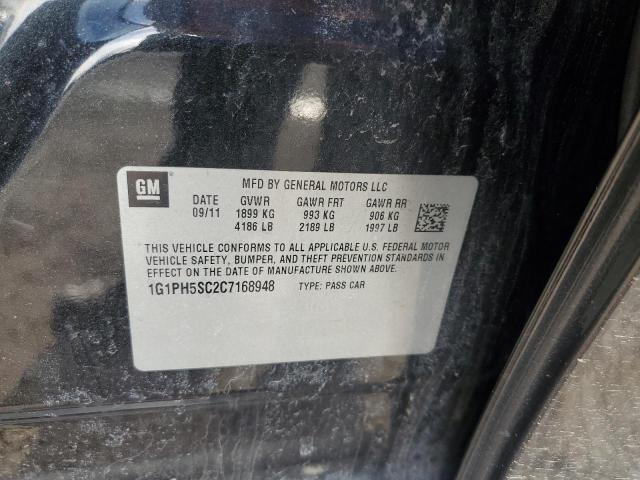 GM
MFD BY GENERAL MOTORS LLC
DATE GVWR GAWR FRT GAWR RR
09/11 1899 KG 993 KG 906 KG
4186 LB 2189 LB 1997 LB
THIS VEHICLE CONFORMS TO ALL APPLICABLE U.S. FEDERAL MOTOR
VEHICLE SAFETY, BUMPER, AND THEFT PREVENTION STANDARDS IN
EFFECT ON THE DATE OF MANUFACTURE SHOWN ABOVE.
1G1PH5SC2C7168948 TYPE: PASS CAR